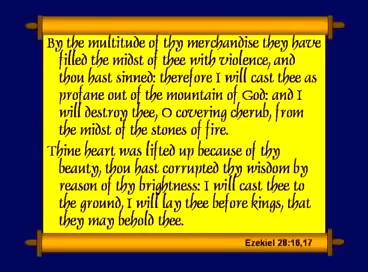 By the multitude of thy merchandise they have
filled the midst of thee with violence, and
thou hast sinned: therefore I will cast thee as
profane out of the mountain of God: and I
will destroy thee, O covering cherub, from
the midst of the stones of fire.
Thine heart was lifted up because of thy
beauty, thou hast corrupted thy wisdom by
reason of thy brightness: I will cast thee to
the ground, I will lay thee before kings, that
they may behold thee.
Ezekiel 28:16,17